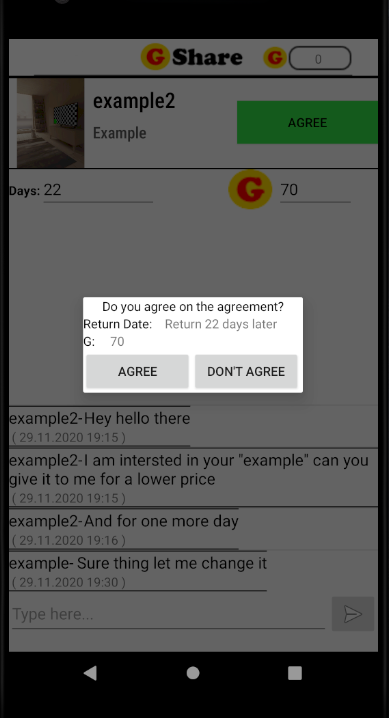 G Share G 0
example2
Example
AGREE
Days: 22 G 70
Do you agree on the agreement?
Return Date: Return 22 days later
G: 70
AGREE DON'T AGREE
example2-Hey hello there
( 29.11.2020 19:15 )
example2-I am intersted in your "example" can you
give it to me for a lower price
( 29.11.2020 19:15 )
example2-And for one more day
( 29.11.2020 19:16 )
example- Sure thing let me change it
( 29.11.2020 19:30 )
Type here...